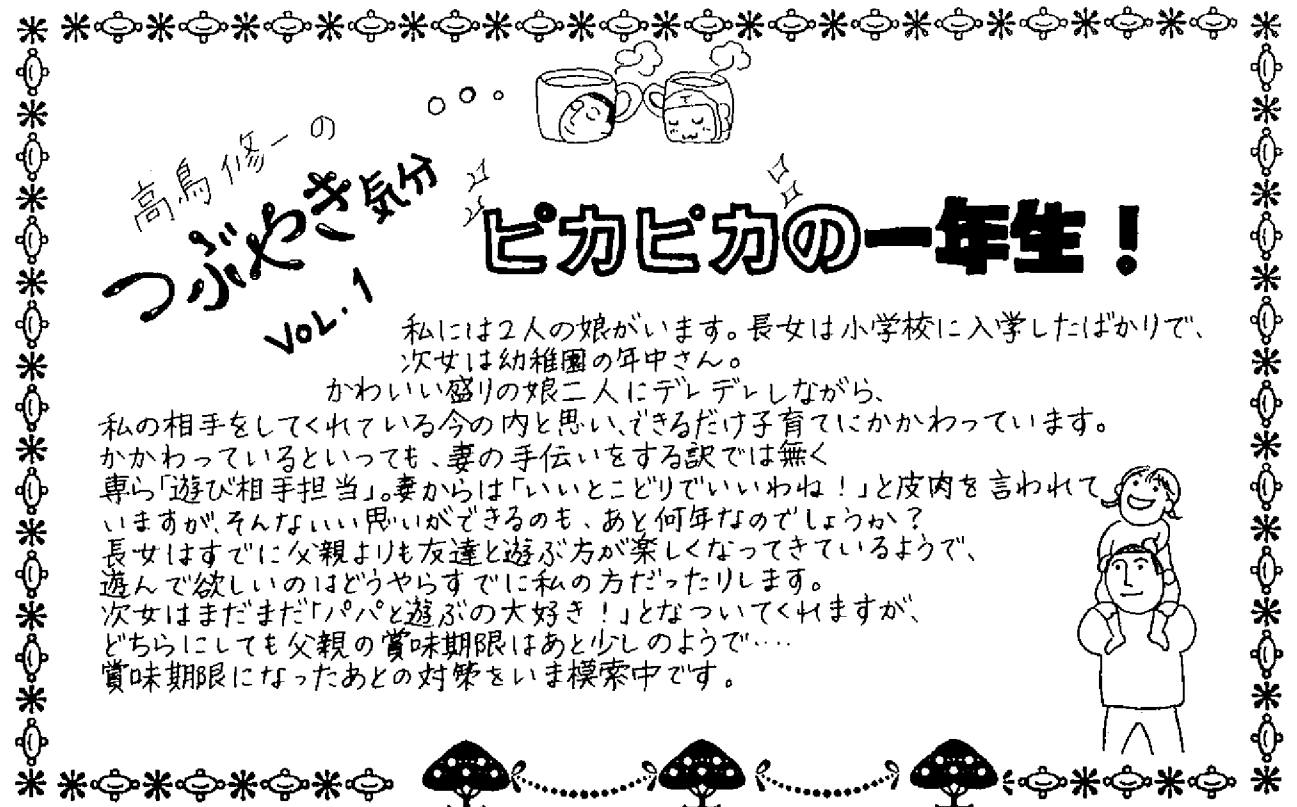 高鳥修一の
つぶやき気分
VOL.1
ピカピカの一年生!
私には2人の娘がいます。長女は小学校に入学したばかりで、
次女は幼稚園の年中さん。
かわいい盛りの娘二人にデレデレしながら、
私の相手をしてくれている今の内と思い、できるだけ子育てにかかわっています。
かかわっているといっても、妻の手伝いをする訳では無く
専ら「遊び相手担当」。妻からは「いいとこどりでいいわね!」と皮肉を言われて
いますが、そんないい思いができるのも、あと何年なのでしょうか?
長女はすでに父親よりも友達と遊ぶ方が楽しくなってきているようで、
遊んで欲しいのはどうやらすでに私の方だったりします。
次女はまだまだ「パパと遊ぶの大好き!」となついてくれますが、
どちらにしても父親の賞味期限はあと少しのようで‥‥
賞味期限になったあとの対策をいま模索中です。